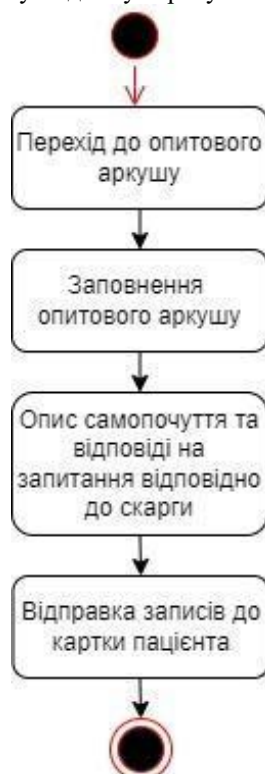 Перехід до опитового
аркушу
Заповнення
опитового аркушу
Опис самопочуття та
відповіді на
запитання відповідно
до скарги
Відправка записів до
картки пацієнта